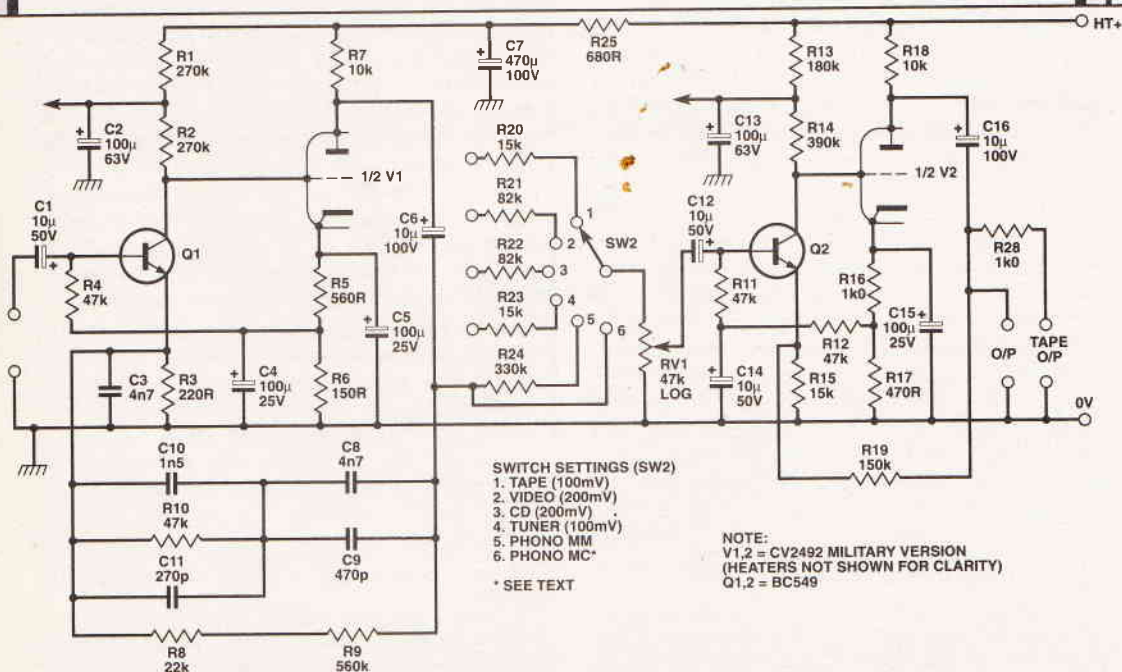 HT+
R1
270k
R7
10k
C7
470µ
100V
+
R25
680R
R13
180k
R18
10k
+
C2
100µ
63V
R2
270k
+
C13
100µ
63V
R14
390k
+
C16
10µ
100V
R20
15k
1/2 V1
1/2 V2
C1
10µ
50V
+
Q1
C6
10µ
100V
+
R21
82k
1
2
SW2
C12
10µ
50V
+
Q2
R28
1k0
R4
47k
R5
560R
R22
82k
3
R11
47k
R16
1k0
R23
15k
4
5
6
C3
4n7
R3
220R
+
C4
100µ
25V
R6
150R
+
C5
100µ
25V
R24
330k
RV1
47k
LOG
+
C14
10µ
50V
R12
47k
R15
15k
R17
470R
C15
100µ
25V
+
O/P
TAPE
O/P
0V
C10
1n5
C8
4n7
R10
47k
C9
470p
C11
270p
R8
22k
R9
560k
R19
150k
SWITCH SETTINGS (SW2)
1. TAPE (100mV)
2. VIDEO (200mV)
3. CD (200mV)
4. TUNER (100mV)
5. PHONO MM
6. PHONO MC*
* SEE TEXT
NOTE:
V1,2 = CV2492 MILITARY VERSION
(HEATERS NOT SHOWN FOR CLARITY)
Q1,2 = BC549